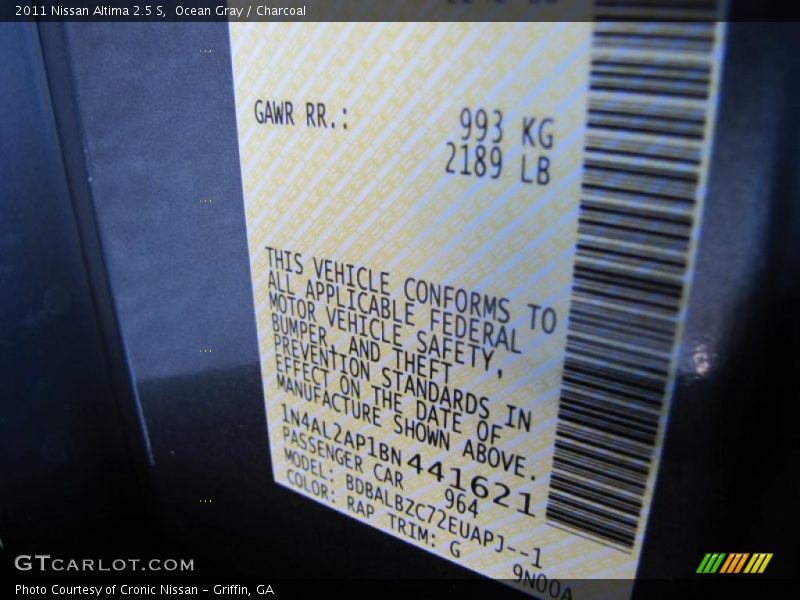 2011 Nissan Altima 2.5 S,  Ocean Gray / Charcoal
GAWR RR.: 993 KG
2189 LB
THIS VEHICLE CONFORMS TO
ALL APPLICABLE FEDERAL
MOTOR VEHICLE SAFETY,
BUMPER, AND THEFT
PREVENTION STANDARDS IN
EFFECT ON THE DATE OF
MANUFACTURE SHOWN ABOVE.
1N4AL2AP1BN441621
PASSENGER CAR 964
MODEL: BDBALBZC72EUAPJ--1
COLOR: RAP TRIM: G 9N00A
GTCARLOT.COM
Photo Courtesy of Cronic Nissan - Griffin, GA